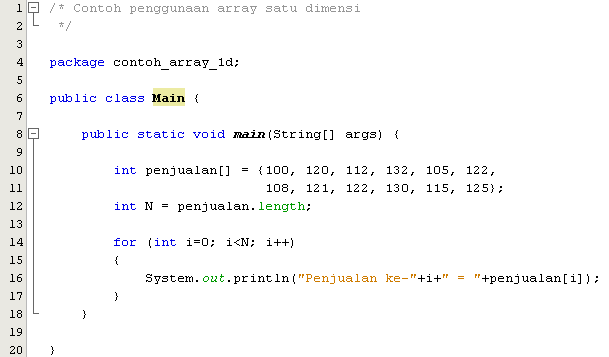 1 /* Contoh penggunaan array satu dimensi
2 */
3
4 package contoh_array_1d;
5
6 public class Main {
7
8 public static void main(String[] args) {
9
10 int penjualan[] = {100, 120, 112, 132, 105, 122,
11 108, 121, 122, 130, 115, 125};
12 int N = penjualan.length;
13
14 for (int i=0; i<N; i++)
15 {
16 System.out.println("Penjualan ke-"+i+" = "+penjualan[i]);
17 }
18 }
19
20 }